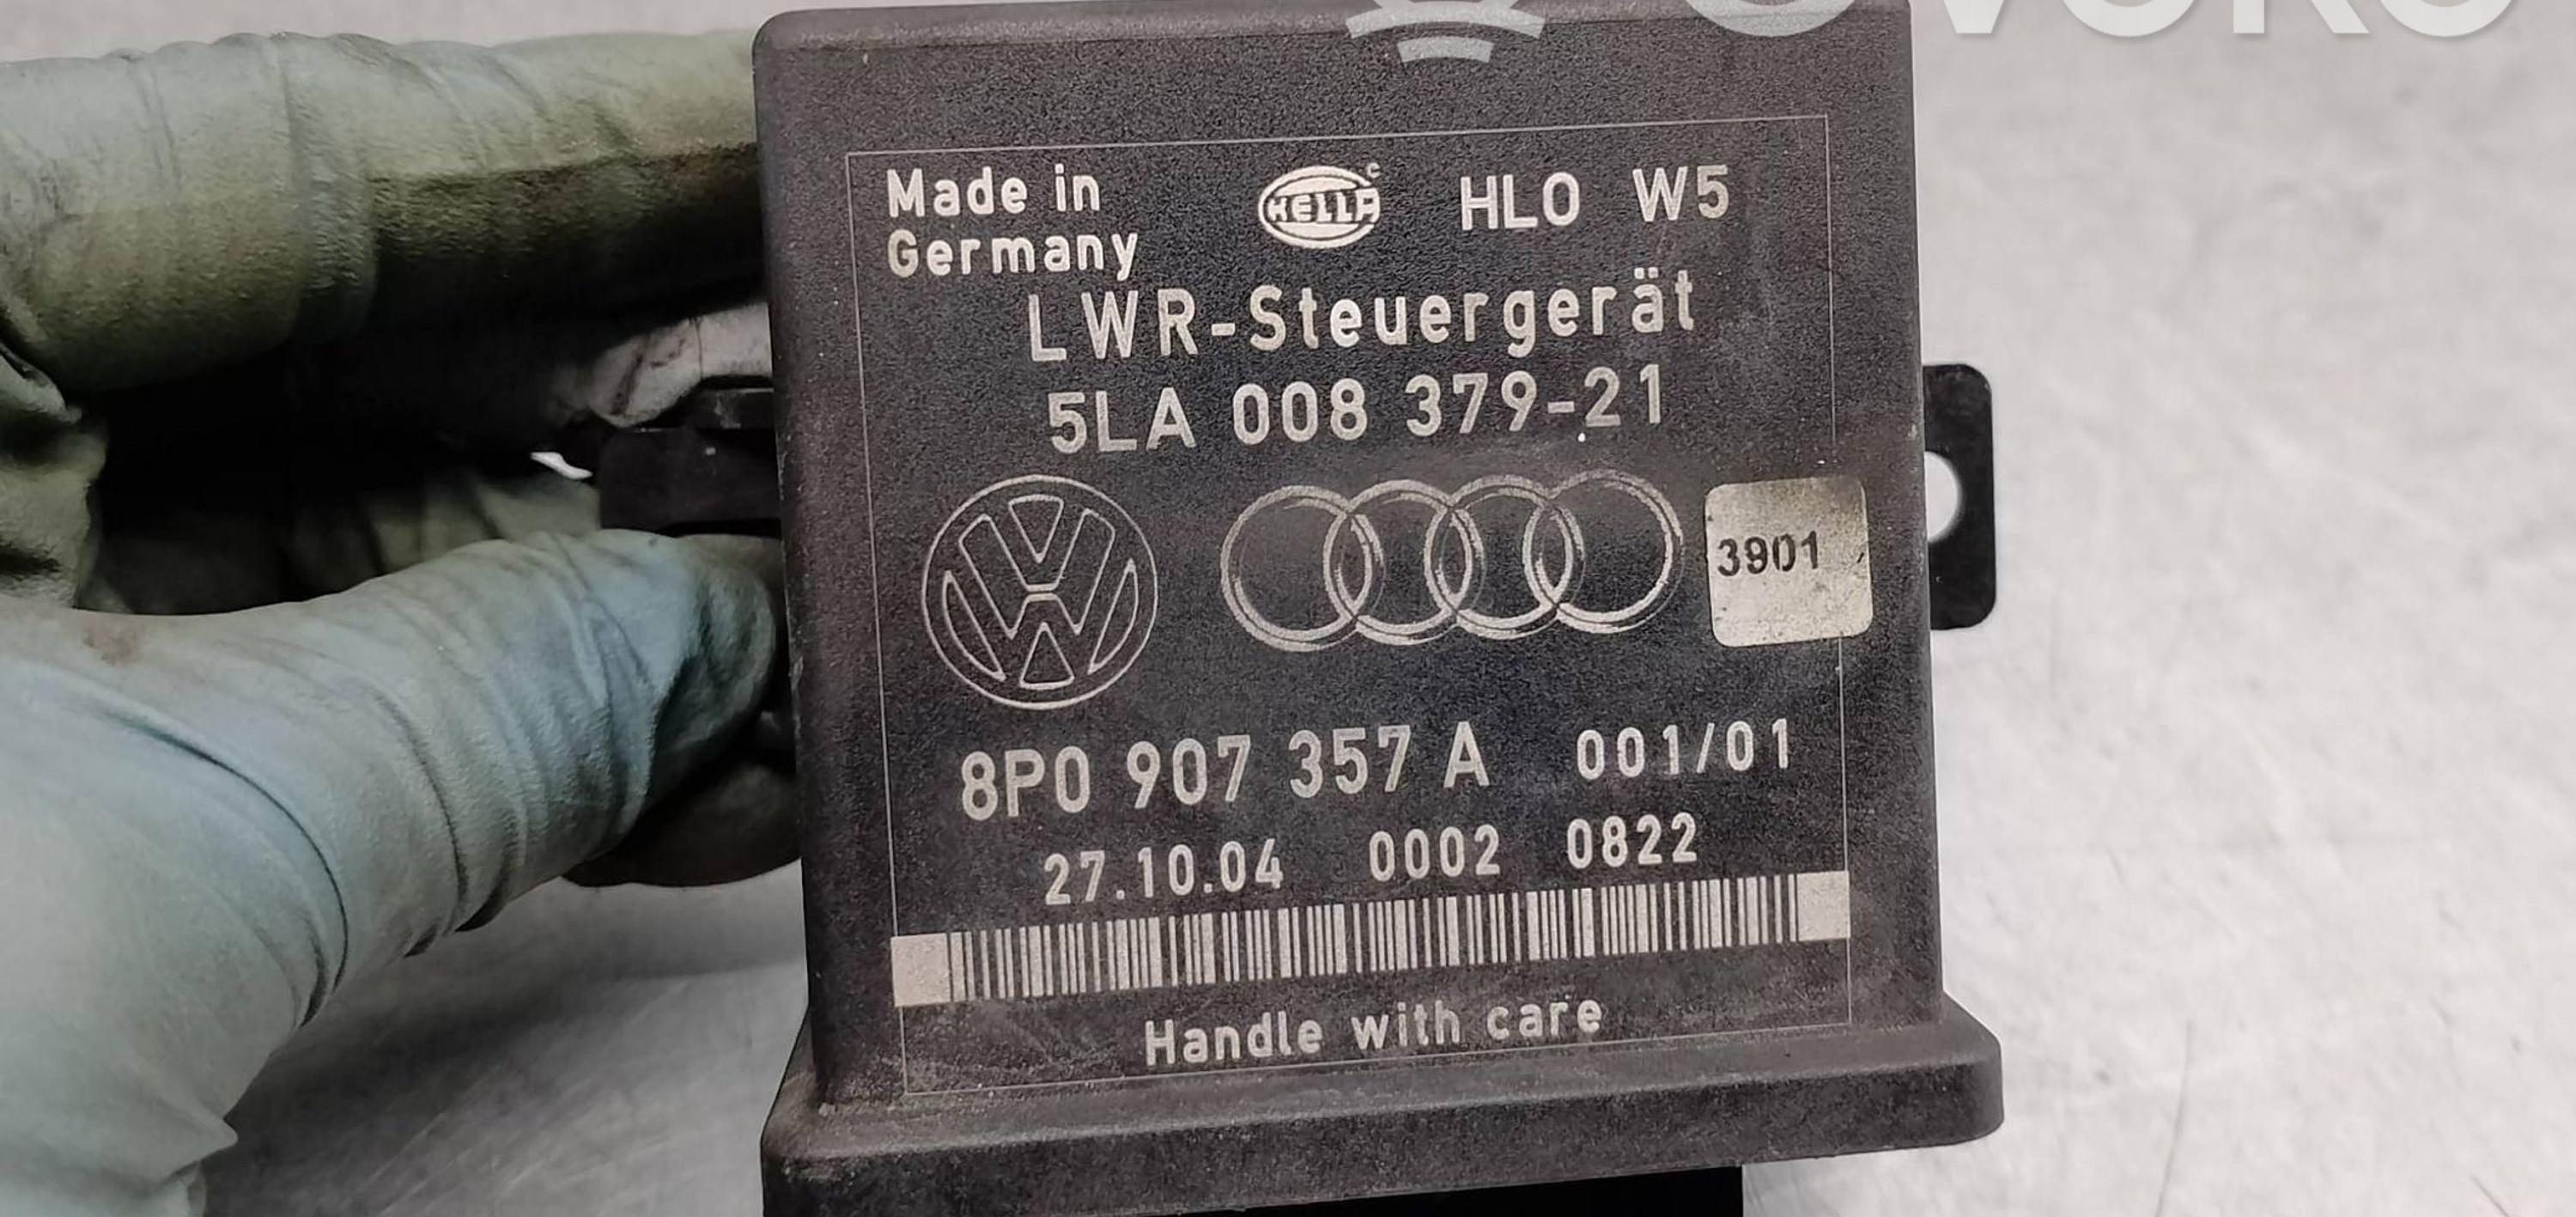 Made in
Germany
HELLA
HLO W5
LWR-Steuergerät
5LA 008 379-21
3901
8P0 907 357 A 001/01
27.10.04 0002 0822
Handle with care